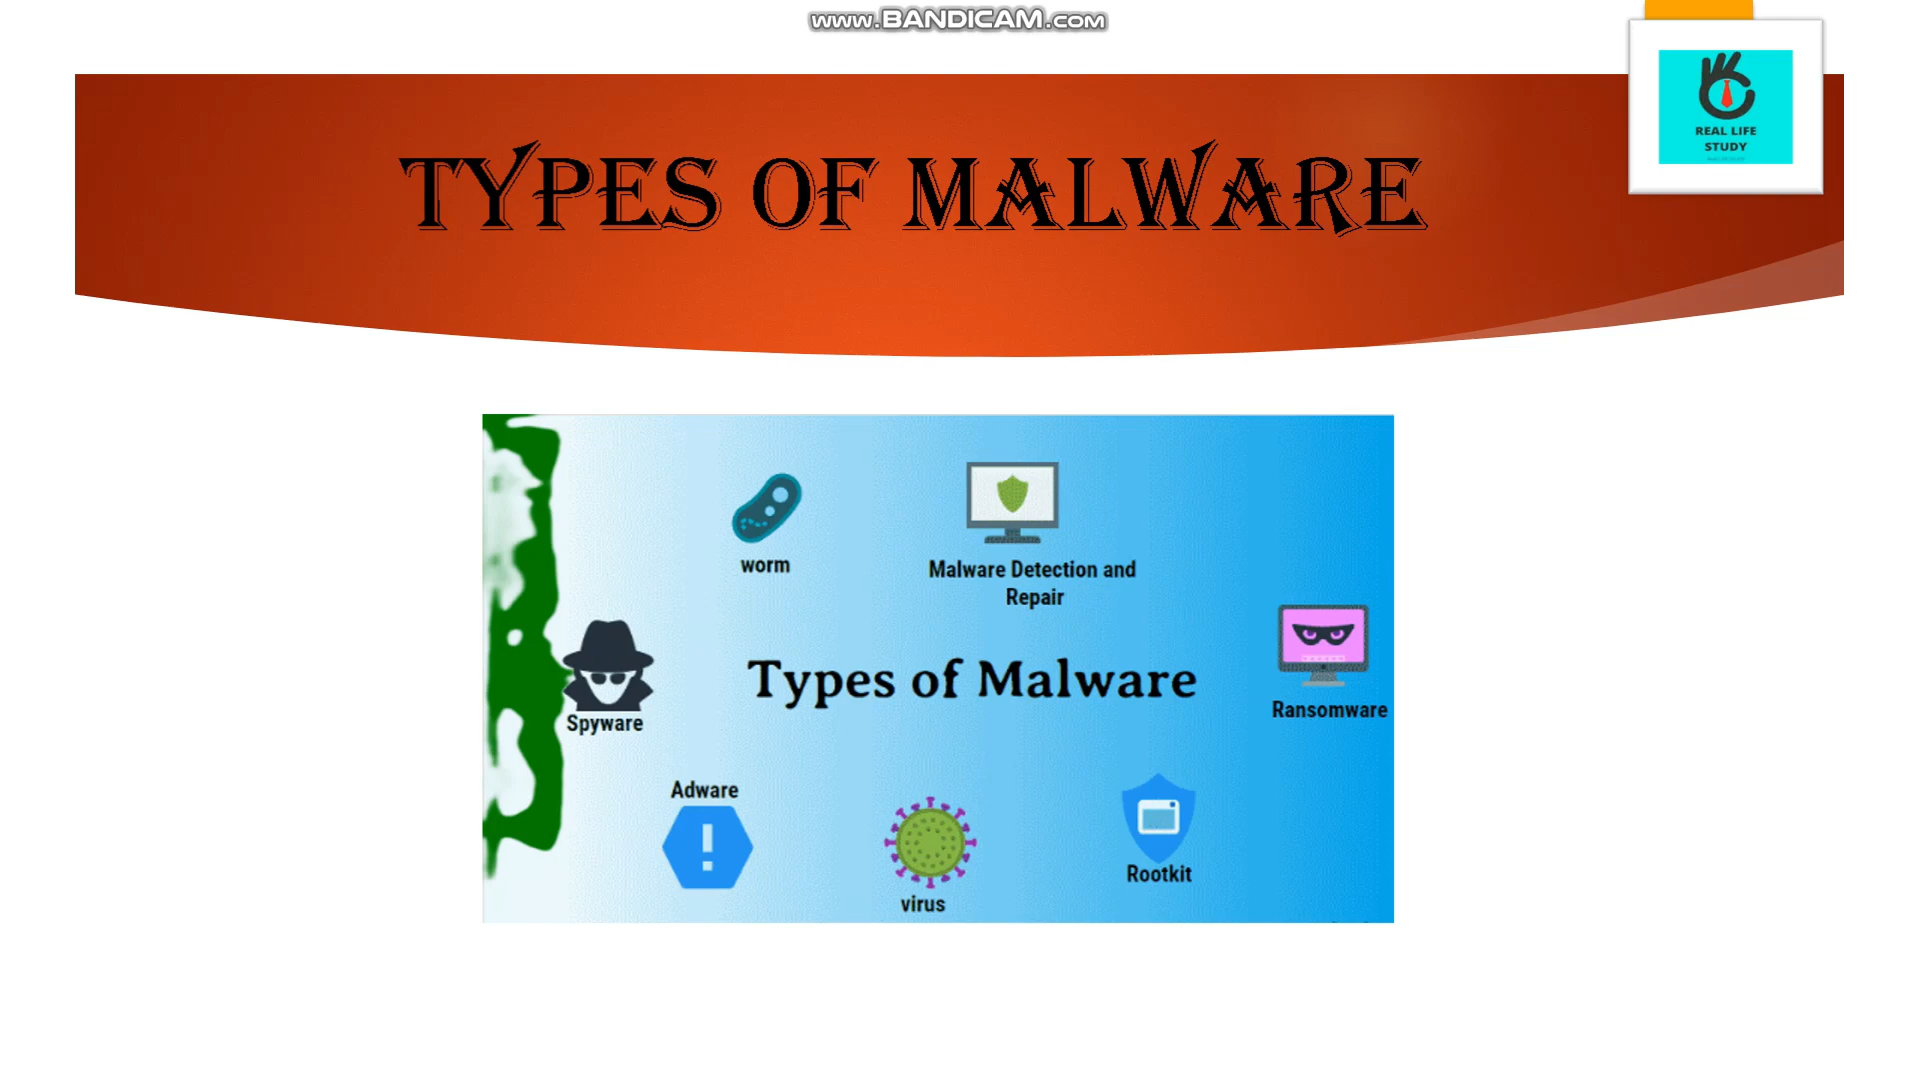 www.BANDICAM.com
REAL LIFE
STUDY
TYPES OF MALWARE
worm
Malware Detection and
Repair
Spyware
Types of Malware
Ransomware
Adware
Rootkit
virus